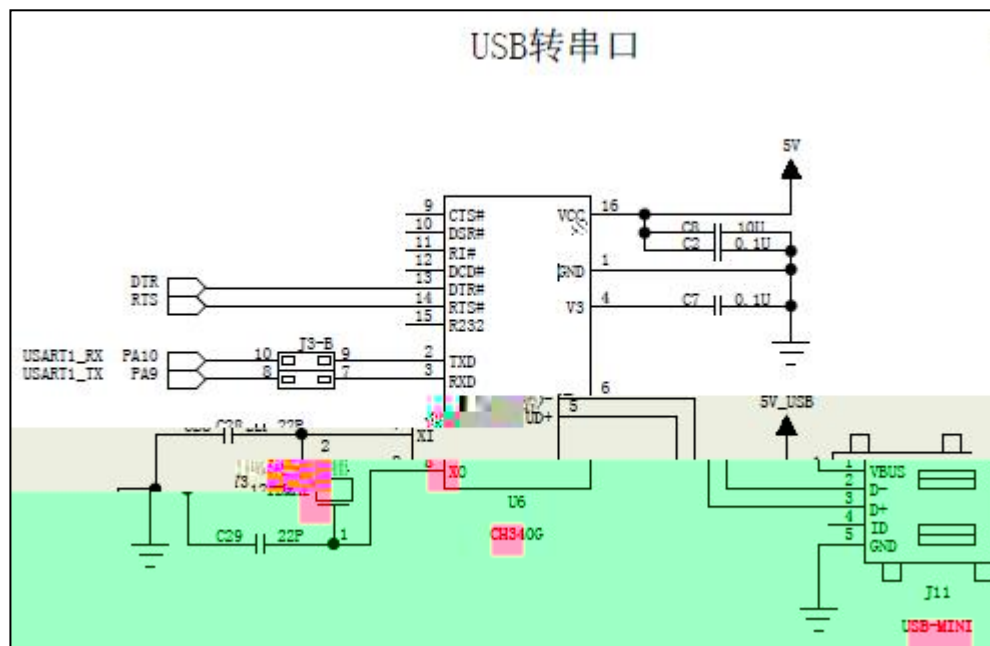 USB转串口
5V
9 CTS#
10 DSR#
11 RI#
12 DCD#
13 DTR#
14 RTS#
15 R232
VCC 16
C8 10U
C2 0.1U
GND 1
V3 4
C7 0.1U
DTR
RTS
J3-B
USART1_RX PA10 10 9 2 TXD
USART1_TX PA9 8 7 3 RXD
6
UD+ 5
5V_USB
C28 22P
2
XI
XO
1 VBUS
2 D-
3 D+
4 ID
5 GND
C29 22P 1
U6
CH340G
J11
USB-MINI